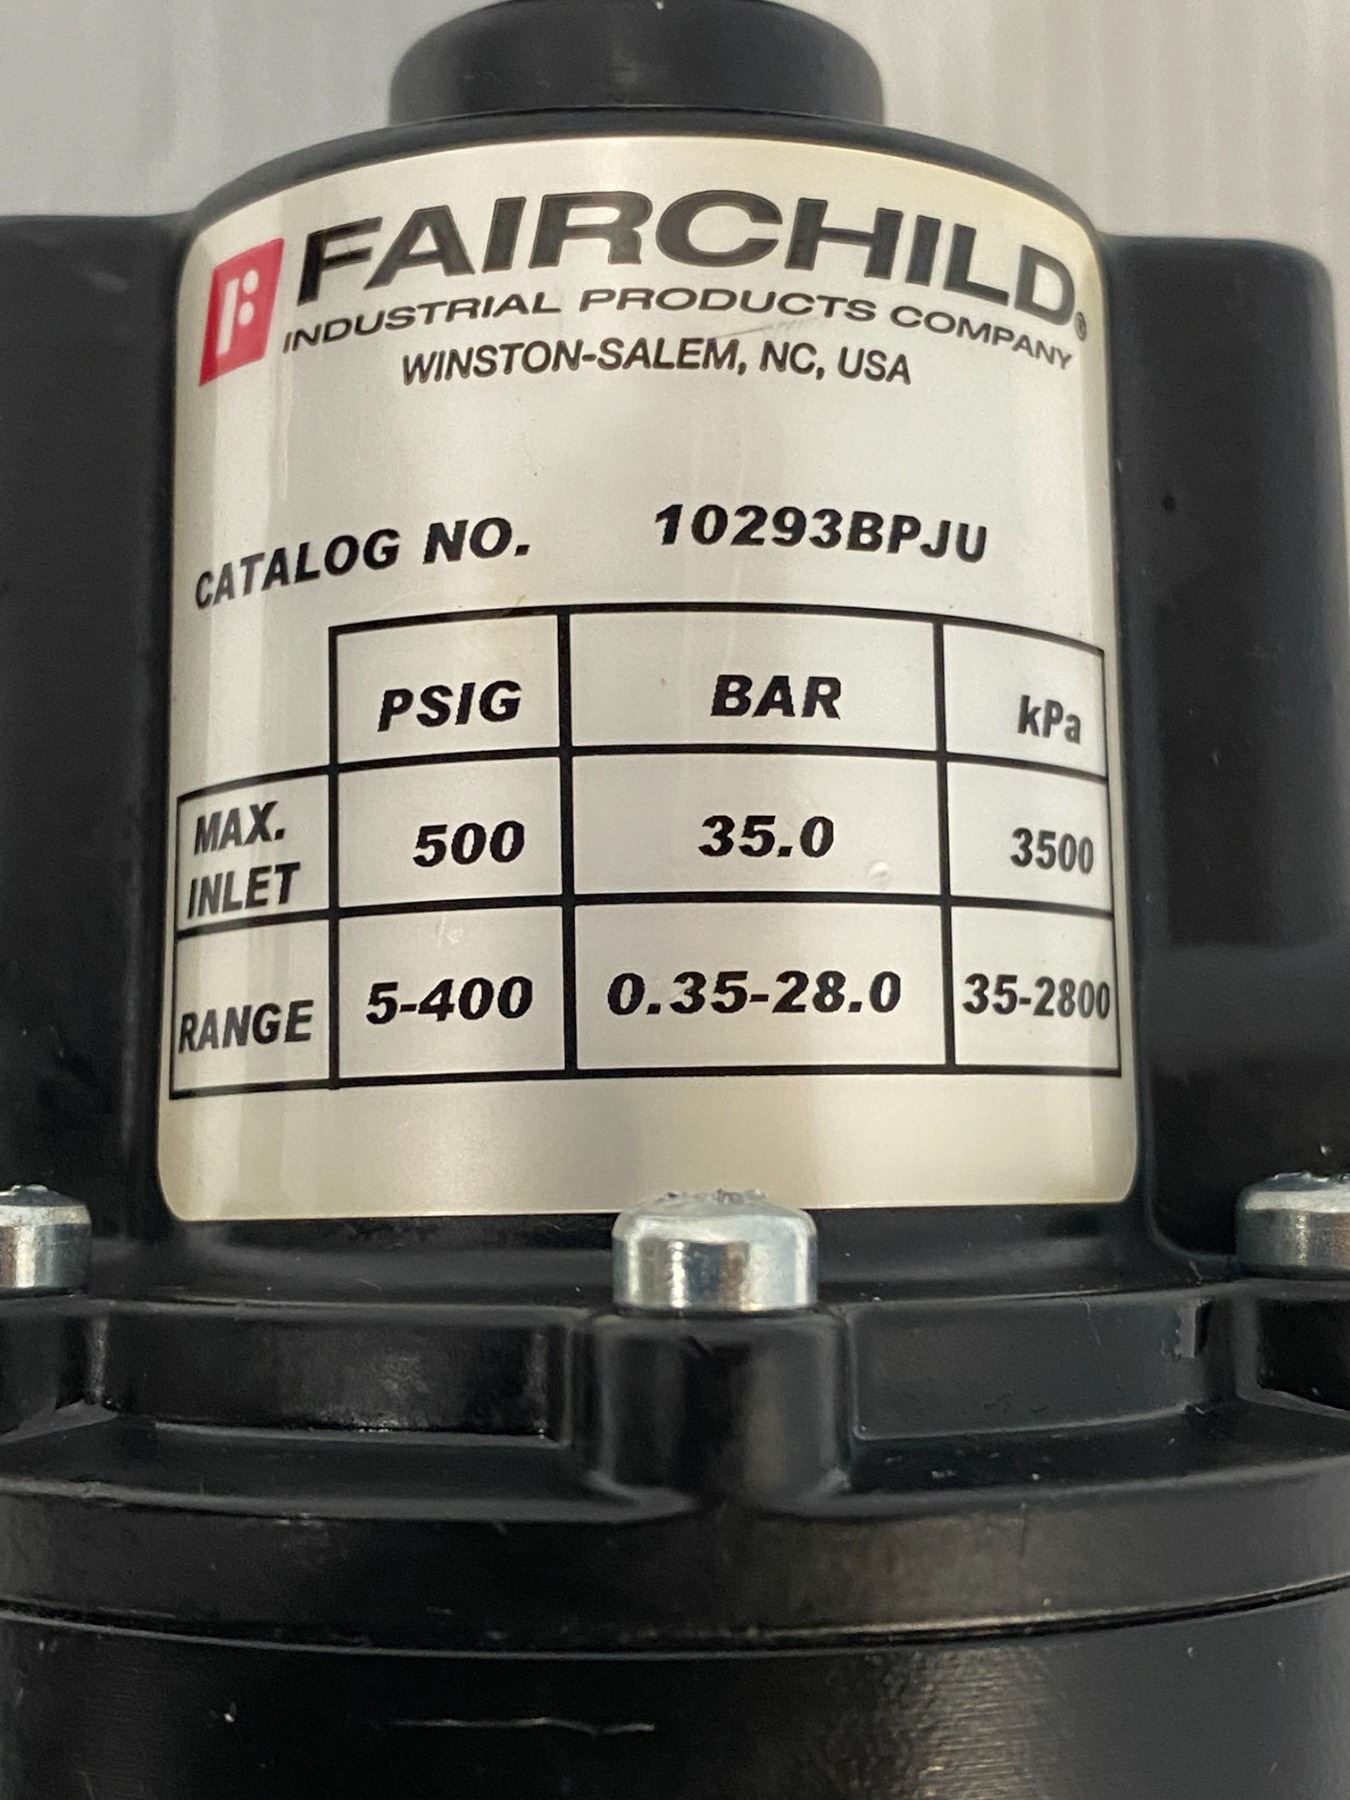 FAIRCHILD®
INDUSTRIAL PRODUCTS COMPANY
WINSTON-SALEM, NC, USA
CATALOG NO. 10293BPJU
PSIG BAR kPa
MAX. INLET 500 35.0 3500
RANGE 5-400 0.35-28.0 35-2800